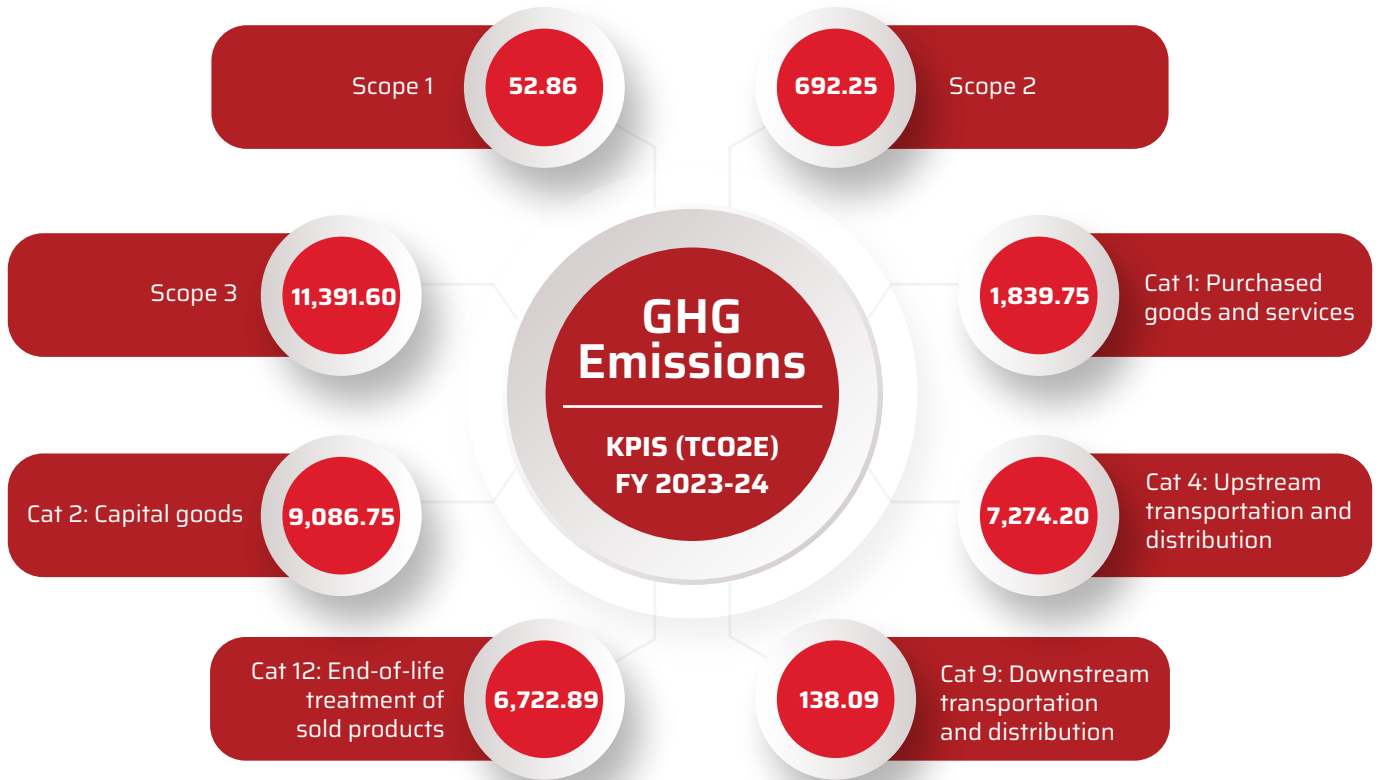 Scope 1
52.86
692.25
Scope 2
Scope 3
11,391.60
GHG
Emissions
KPIS (TCO2E)
FY 2023-24
1,839.75
Cat 1: Purchased
goods and services
Cat 2: Capital goods
9,086.75
7,274.20
Cat 4: Upstream
transportation and
distribution
Cat 12: End-of-life
treatment of
sold products
6,722.89
138.09
Cat 9: Downstream
transportation
and distribution